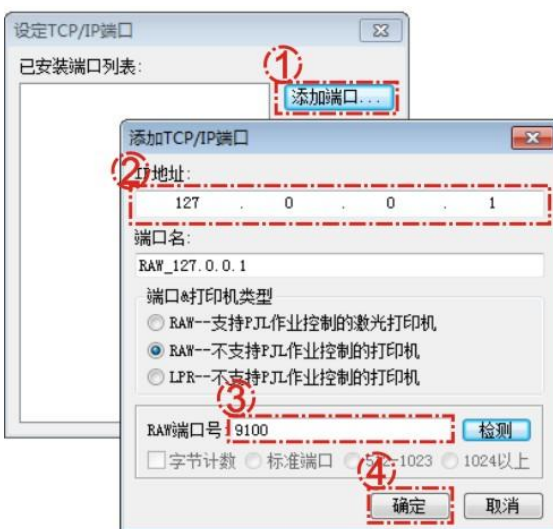 设定TCP/IP端口
已安装端口列表:
①
添加端口...
添加TCP/IP端口
②
IP地址:
127 . 0 . 0 . 1
端口名:
RAW_127.0.0.1
端口&打印机类型
RAW--支持PJL作业控制的激光打印机
RAW--不支持PJL作业控制的打印机
LPR--不支持PJL作业控制的打印机
③
RAW端口号: 9100 检测
字节计数 标准端口 512-1023 1024以上
④
确定 取消